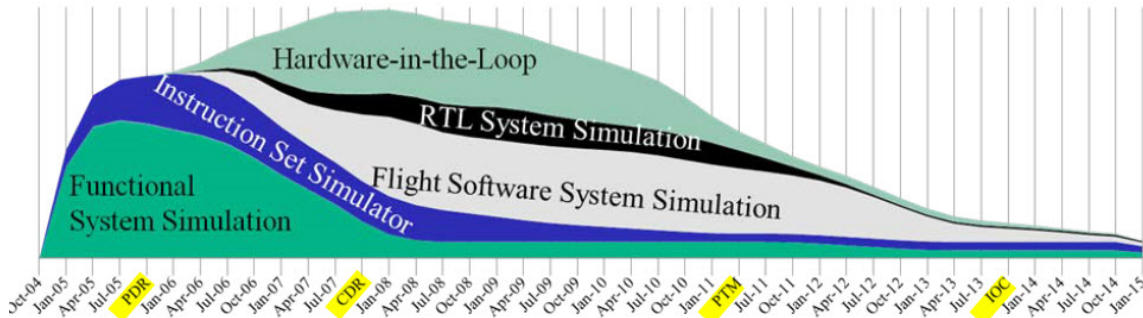 Hardware-in-the-Loop
RTL System Simulation
Instruction Set Simulator
Flight Software System Simulation
Functional
System Simulation
Oct-04
Jan-05
Apr-05
Jul-05
PDR
Jan-06
Apr-06
Jul-06
Oct-06
Jan-07
Apr-07
Jul-07
CDR
Jan-08
Apr-08
Jul-08
Oct-08
Jan-09
Apr-09
Jul-09
Oct-09
Jan-10
Apr-10
Jul-10
Oct-10
Jan-11
PTM
Jul-11
Oct-11
Jan-12
Apr-12
Jul-12
Oct-12
Jan-13
Apr-13
Jul-13
IOC
Jan-14
Apr-14
Jul-14
Oct-14
Jan-15